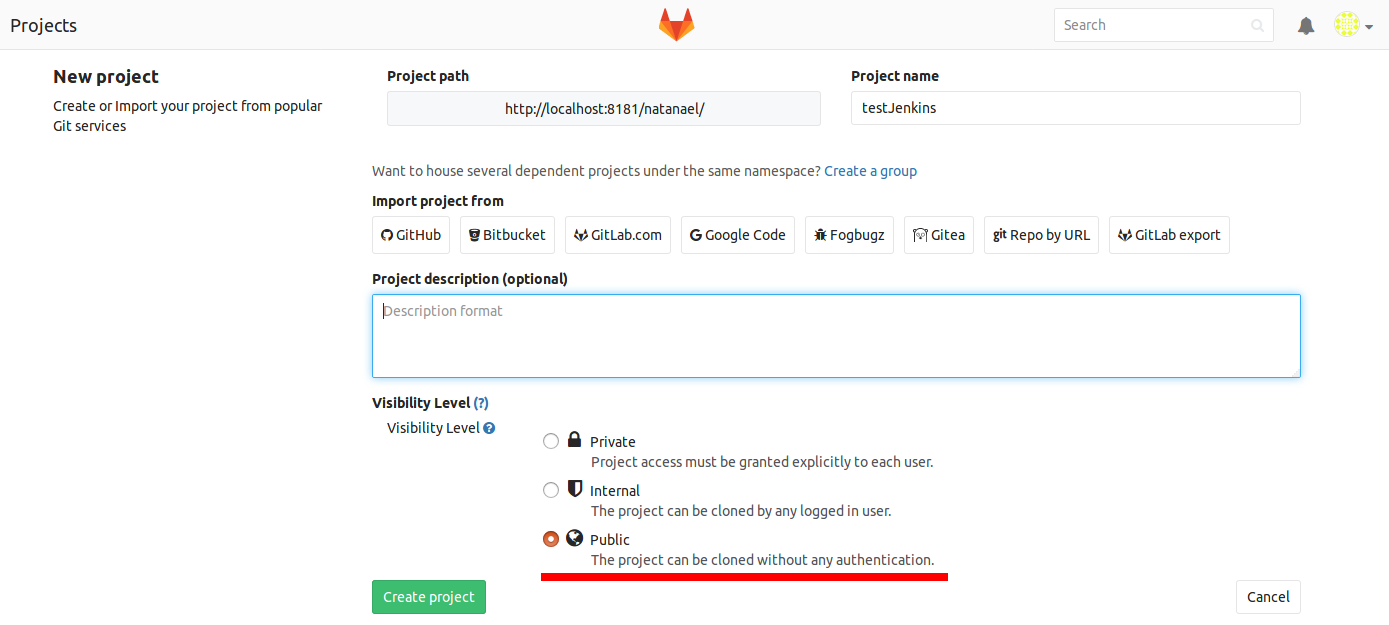 Projects
Search
New project
Create or Import your project from popular
Git services
Project path
http://localhost:8181/natanael/
Project name
testJenkins
Want to house several dependent projects under the same namespace? Create a group
Import project from
GitHub Bitbucket GitLab.com Google Code Fogbugz Gitea git Repo by URL GitLab export
Project description (optional)
Description format
Visibility Level (?)
Visibility Level ?
Private
Project access must be granted explicitly to each user.
Internal
The project can be cloned by any logged in user.
Public
The project can be cloned without any authentication.
Create project
Cancel